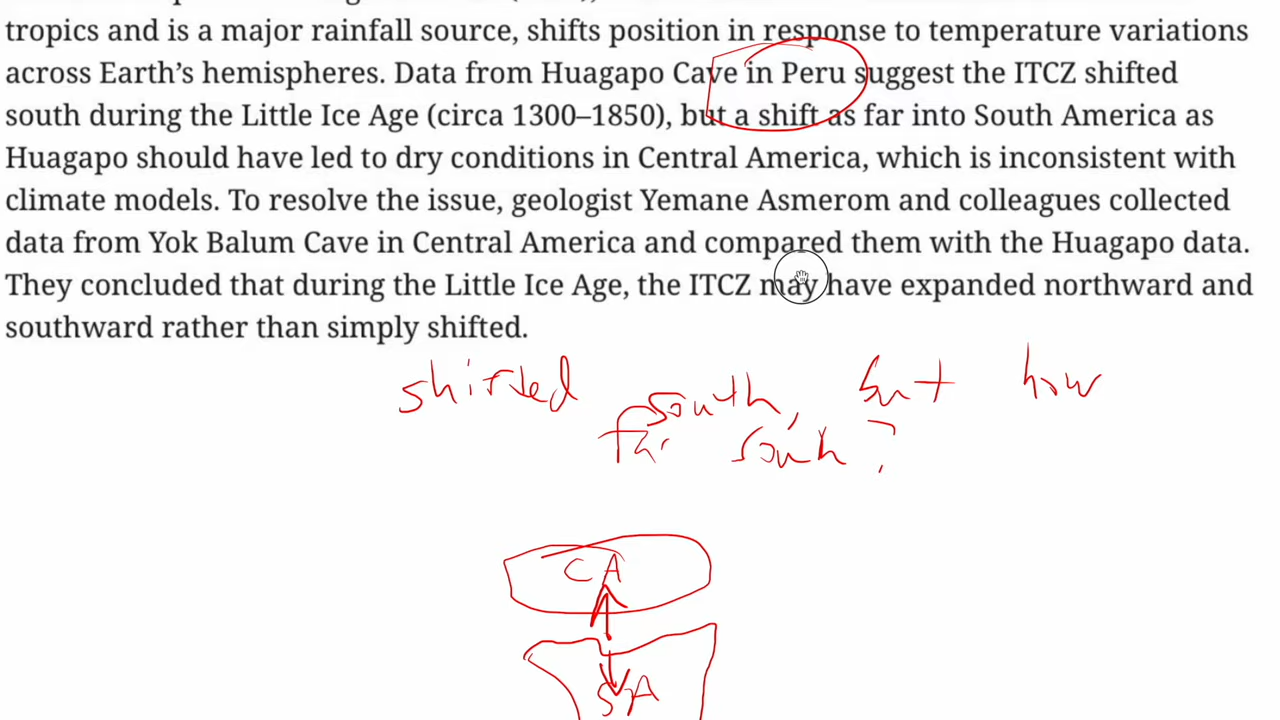 tropics and is a major rainfall source, shifts position in response to temperature variations
across Earth’s hemispheres. Data from Huagapo Cave in Peru suggest the ITCZ shifted
south during the Little Ice Age (circa 1300–1850), but a shift as far into South America as
Huagapo should have led to dry conditions in Central America, which is inconsistent with
climate models. To resolve the issue, geologist Yemane Asmerom and colleagues collected
data from Yok Balum Cave in Central America and compared them with the Huagapo data.
They concluded that during the Little Ice Age, the ITCZ may have expanded northward and
southward rather than simply shifted.
shifted south, but how
far south?
CA
SA